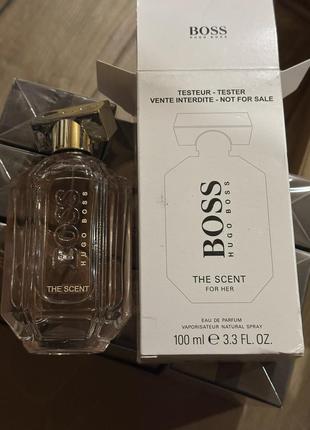 BOSS
HUGO BOSS
TESTEUR - TESTER
VENTE INTERDITE - NOT FOR SALE
BOSS
HUGO BOSS
THE SCENT
FOR HER
EAU DE PARFUM
VAPORISATEUR NATURAL SPRAY
100 ml ℮ 3.3 FL. OZ.
BOSS
HUGO BOSS
THE SCENT